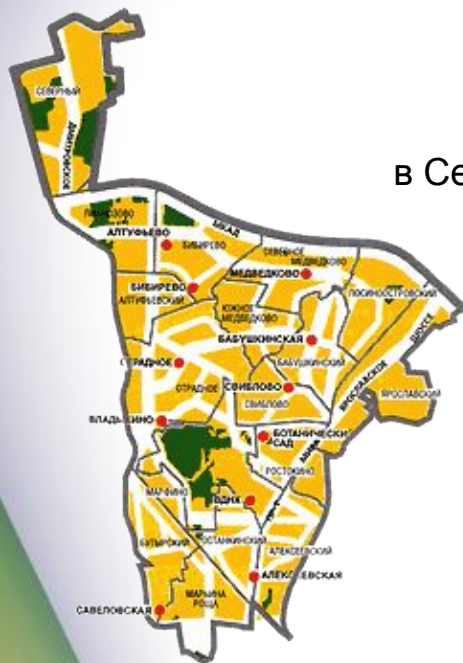 СЕВЕРНЫЙ
ДМИТРОВСКОЕ
в Се
ЛИАНОЗОВО
МКАД
АЛТУФЬЕВО
БИБИРЕВО
СЕВЕРНОЕ
МЕДВЕДКОВО
МЕДВЕДКОВО
БИБИРЕВО
ЛОСИНООСТРОВСКИЙ
АЛТУФЬЕВСКИЙ
ЮЖНОЕ
МЕДВЕДКОВО
БАБУШКИНСКАЯ
ШОССЕ
ОТРАДНОЕ
БАБУШКИНСКИЙ
ЯРОСЛАВСКОЕ
ОТРАДНОЕ
СВИБЛОВО
СВИБЛОВО
ЯРОСЛАВСКИЙ
ВЛАДЫКИНО
БОТАНИЧЕСКИ
САД
МИРА
РОСТОКИНО
МАРФИНО
ВДНХ
БУТЫРСКИЙ
ОСТАНКИНСКИЙ
АЛЕКСЕЕВСКИЙ
АЛЕКСЕЕВСКАЯ
МАРЬИНА
РОЩА
САВЕЛОВСКАЯ